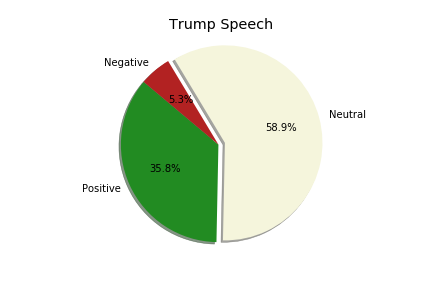 Trump Speech
Negative
5.3%
Neutral
58.9%
35.8%
Positive